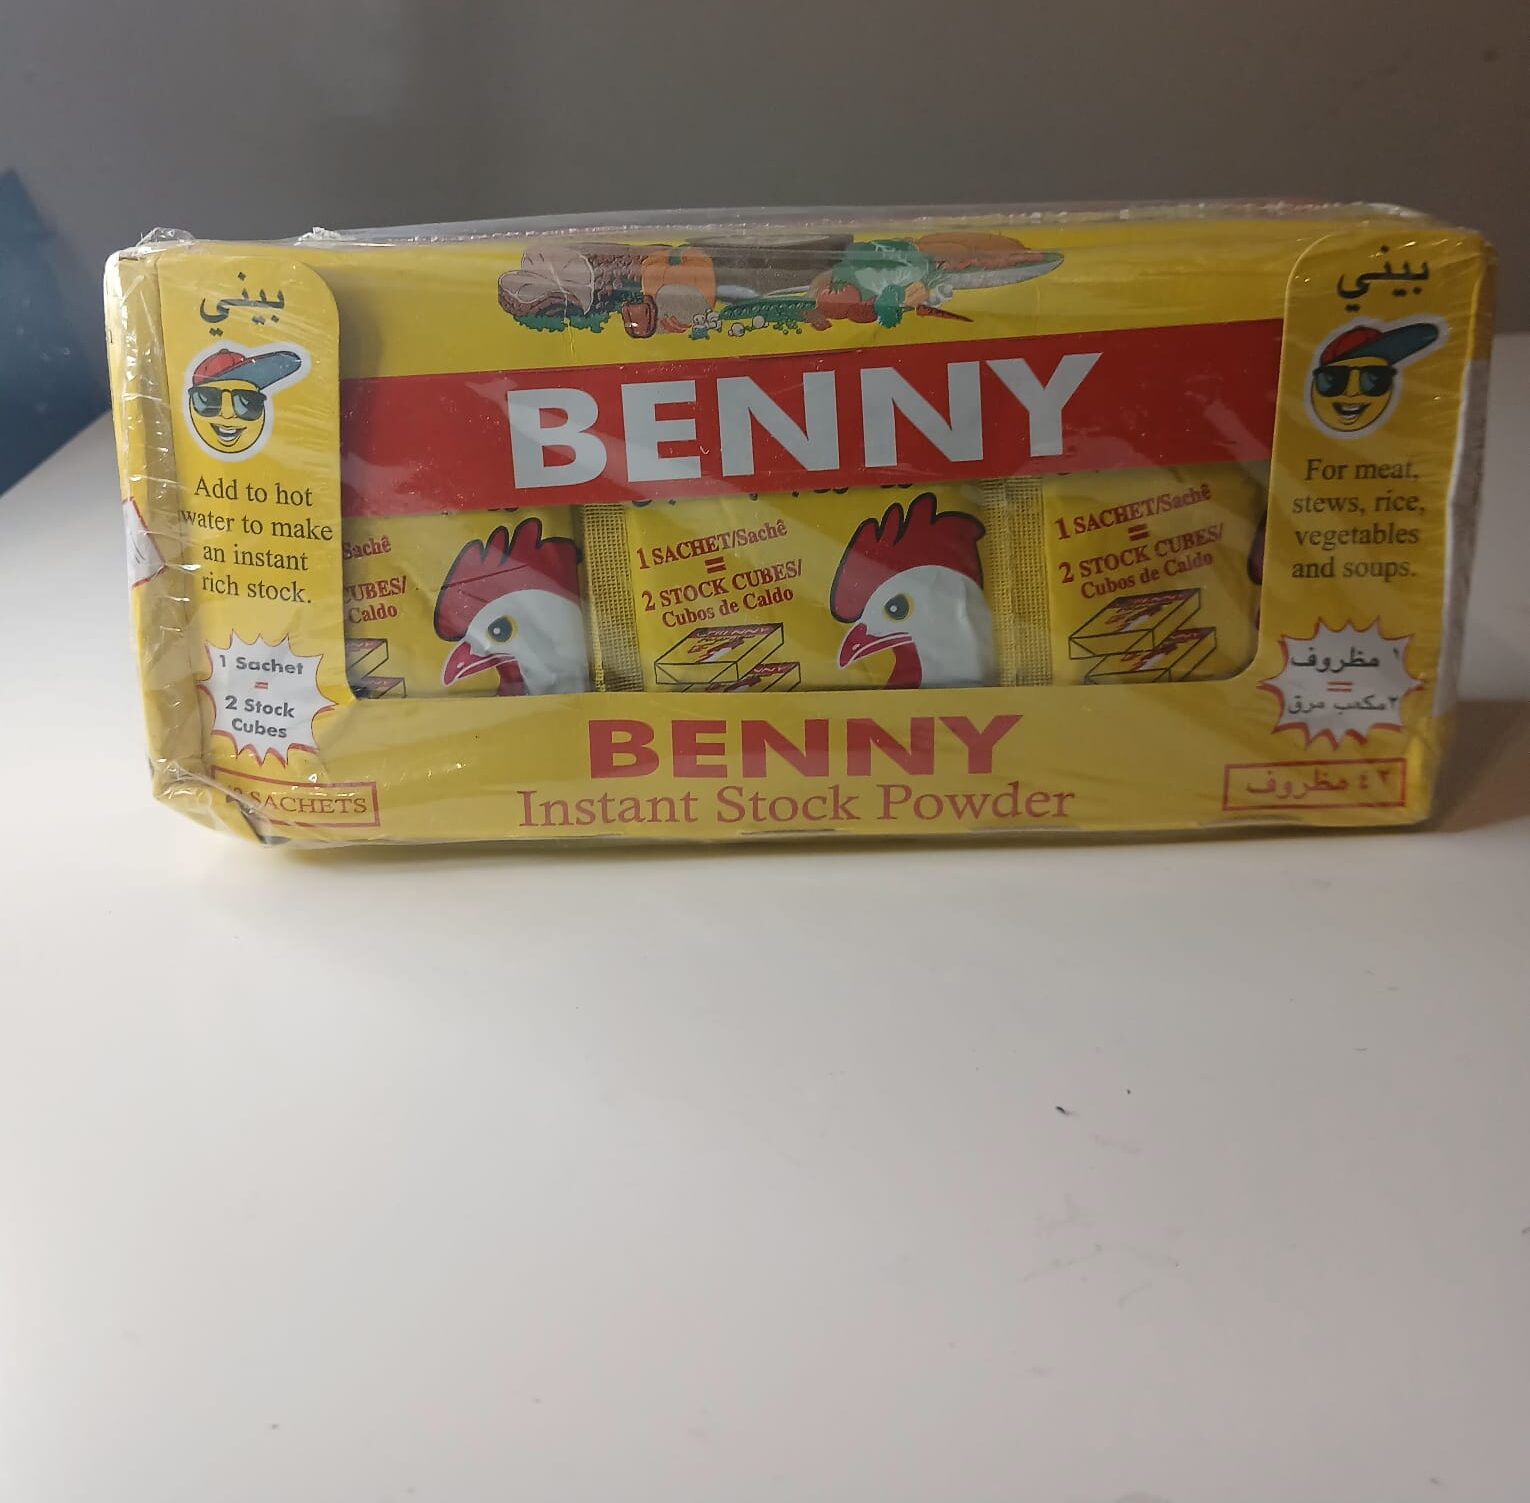 بيني
Add to hot
water to make
an instant
rich stock.
1 Sachet
=
2 Stock
Cubes
SACHETS
BENNY
Sachê
CUBES/
Caldo
1 SACHET/Sachê
=
2 STOCK CUBES/
Cubos de Caldo
1 SACHET/Sachê
=
2 STOCK CUBES/
Cubos de Caldo
BENNY
Instant Stock Powder
بيني
For meat,
stews, rice,
vegetables
and soups.
١ مظروف
=
٢ مكعب مرق
٤٢ مظروف